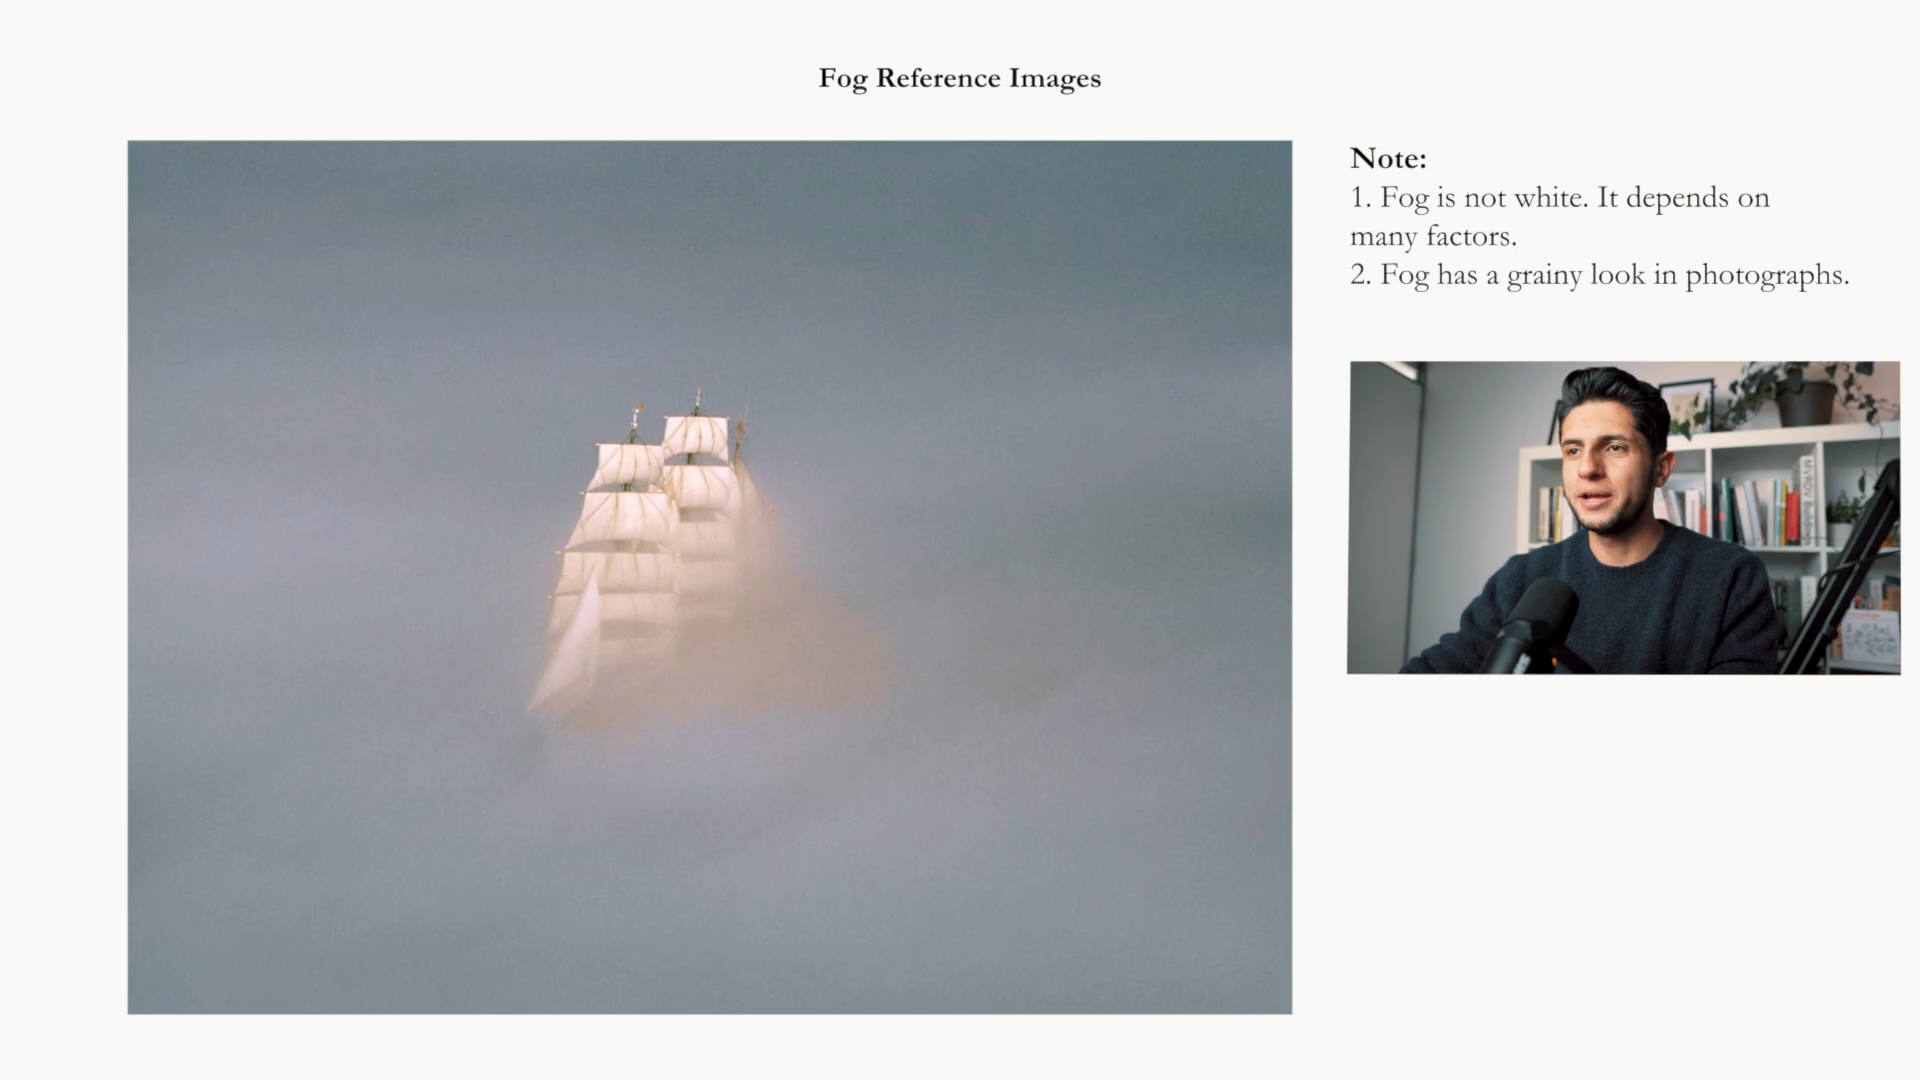 Fog Reference Images
Note:
1. Fog is not white. It depends on
many factors.
2. Fog has a grainy look in photographs.